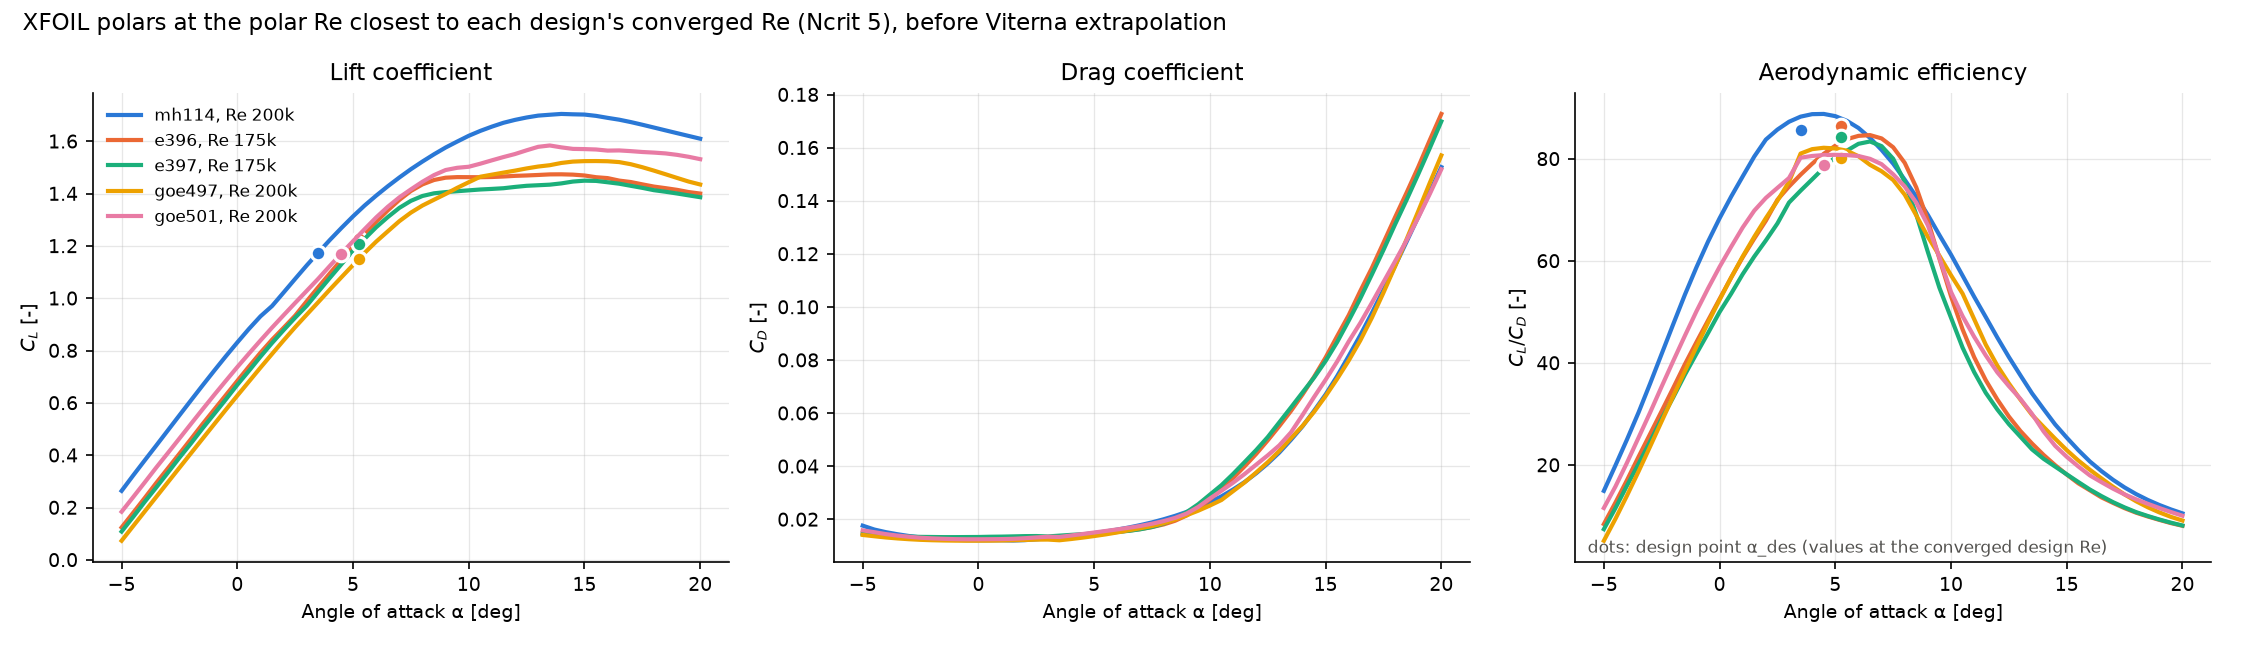 XFOIL polars at the polar Re closest to each design's converged Re (Ncrit 5), before Viterna extrapolation
Lift coefficient
mh114, Re 200k
e396, Re 175k
e397, Re 175k
goe497, Re 200k
goe501, Re 200k
C_L [-]
1.6
1.4
1.2
1.0
0.8
0.6
0.4
0.2
0.0
−5 0 5 10 15 20
Angle of attack α [deg]
Drag coefficient
C_D [-]
0.18
0.16
0.14
0.12
0.10
0.08
0.06
0.04
0.02
−5 0 5 10 15 20
Angle of attack α [deg]
Aerodynamic efficiency
C_L/C_D [-]
80
60
40
20
dots: design point α_des (values at the converged design Re)
−5 0 5 10 15 20
Angle of attack α [deg]